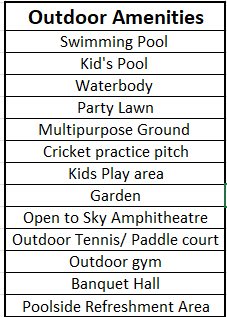 Outdoor Amenities
Swimming Pool
Kid's Pool
Waterbody
Party Lawn
Multipurpose Ground
Cricket practice pitch
Kids Play area
Garden
Open to Sky Amphitheatre
Outdoor Tennis/ Paddle court
Outdoor gym
Banquet Hall
Poolside Refreshment Area